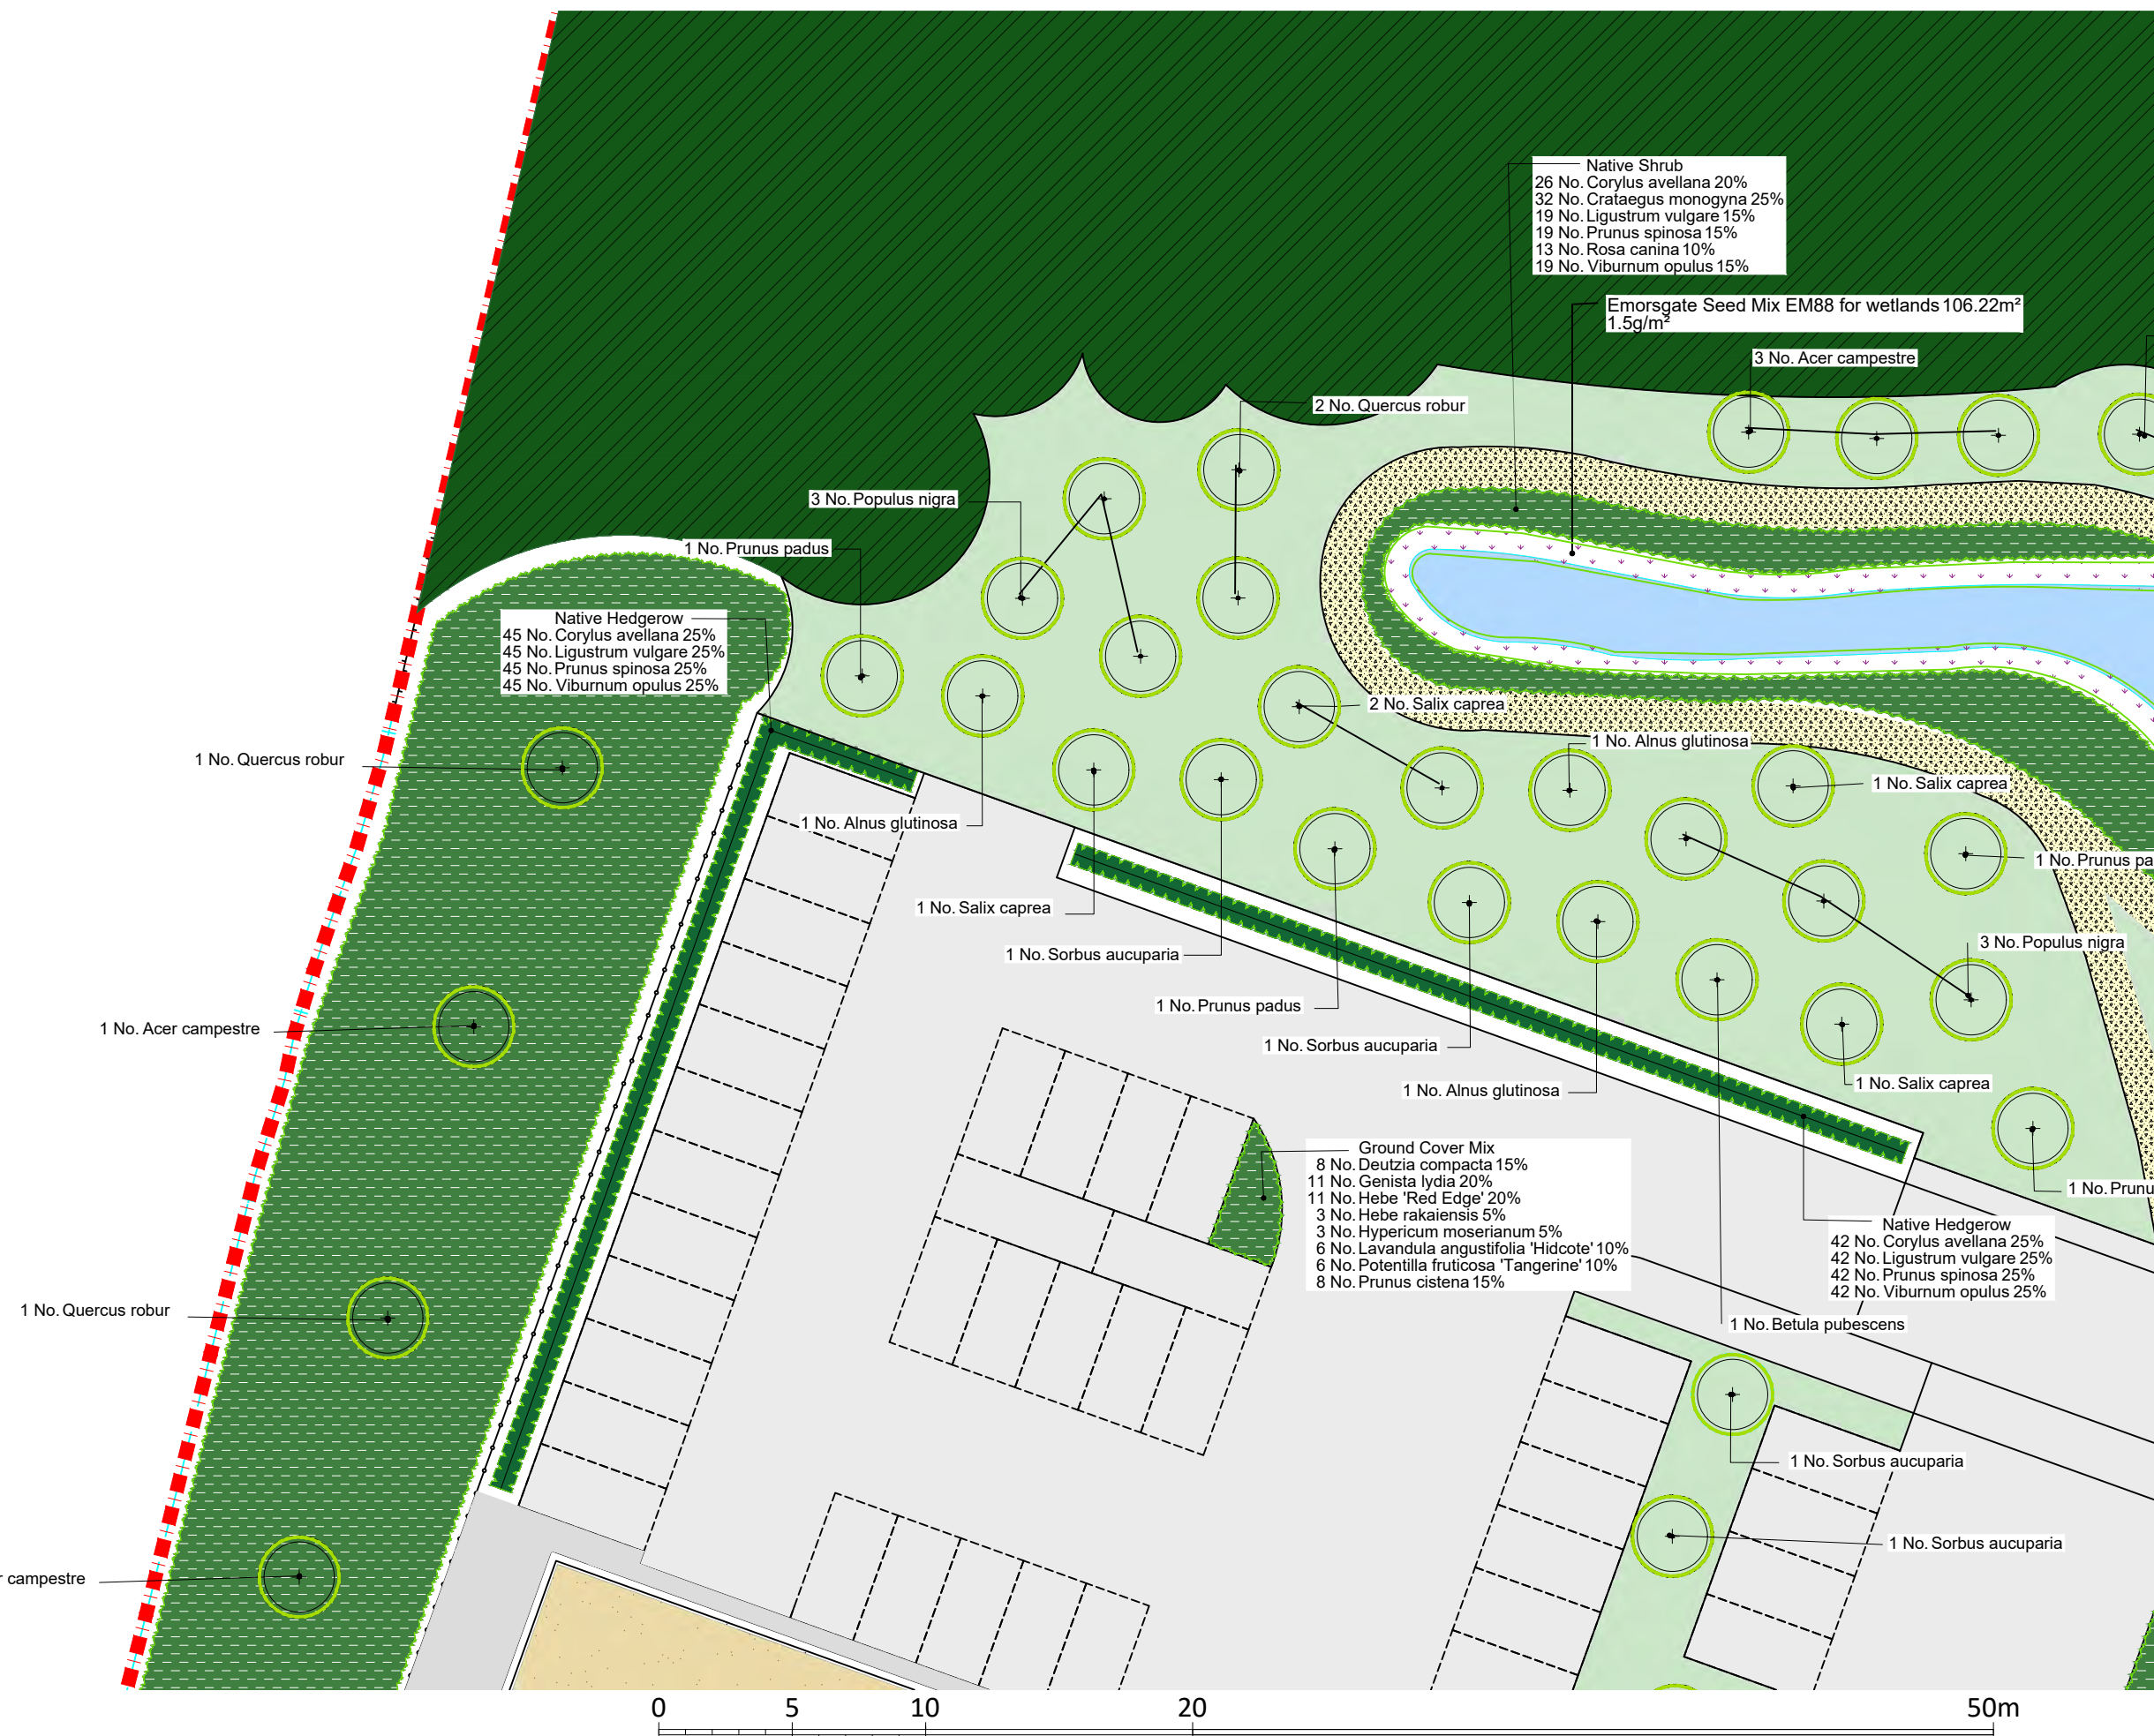 Native Shrub
26 No. Corylus avellana 20%
32 No. Crataegus monogyna 25%
19 No. Ligustrum vulgare 15%
19 No. Prunus spinosa 15%
13 No. Rosa canina 10%
19 No. Viburnum opulus 15%
Emorsgate Seed Mix EM88 for wetlands 106.22m²
1.5g/m²
3 No. Acer campestre
2 No. Quercus robur
3 No. Populus nigra
1 No. Prunus padus
Native Hedgerow
45 No. Corylus avellana 25%
45 No. Ligustrum vulgare 25%
45 No. Prunus spinosa 25%
45 No. Viburnum opulus 25%
2 No. Salix caprea
1 No. Alnus glutinosa
1 No. Quercus robur
1 No. Salix caprea
1 No. Alnus glutinosa
1 No. Prunus pa
1 No. Salix caprea
3 No. Populus nigra
1 No. Sorbus aucuparia
1 No. Prunus padus
1 No. Acer campestre
1 No. Sorbus aucuparia
1 No. Salix caprea
1 No. Alnus glutinosa
Ground Cover Mix
8 No. Deutzia compacta 15%
11 No. Genista lydia 20%
11 No. Hebe 'Red Edge' 20%
3 No. Hebe rakaiensis 5%
3 No. Hypericum moserianum 5%
6 No. Lavandula angustifolia 'Hidcote' 10%
6 No. Potentilla fruticosa 'Tangerine' 10%
8 No. Prunus cistena 15%
1 No. Prunu
Native Hedgerow
42 No. Corylus avellana 25%
42 No. Ligustrum vulgare 25%
42 No. Prunus spinosa 25%
42 No. Viburnum opulus 25%
1 No. Quercus robur
1 No. Betula pubescens
1 No. Sorbus aucuparia
1 No. Sorbus aucuparia
r campestre
0 5 10 20 50m